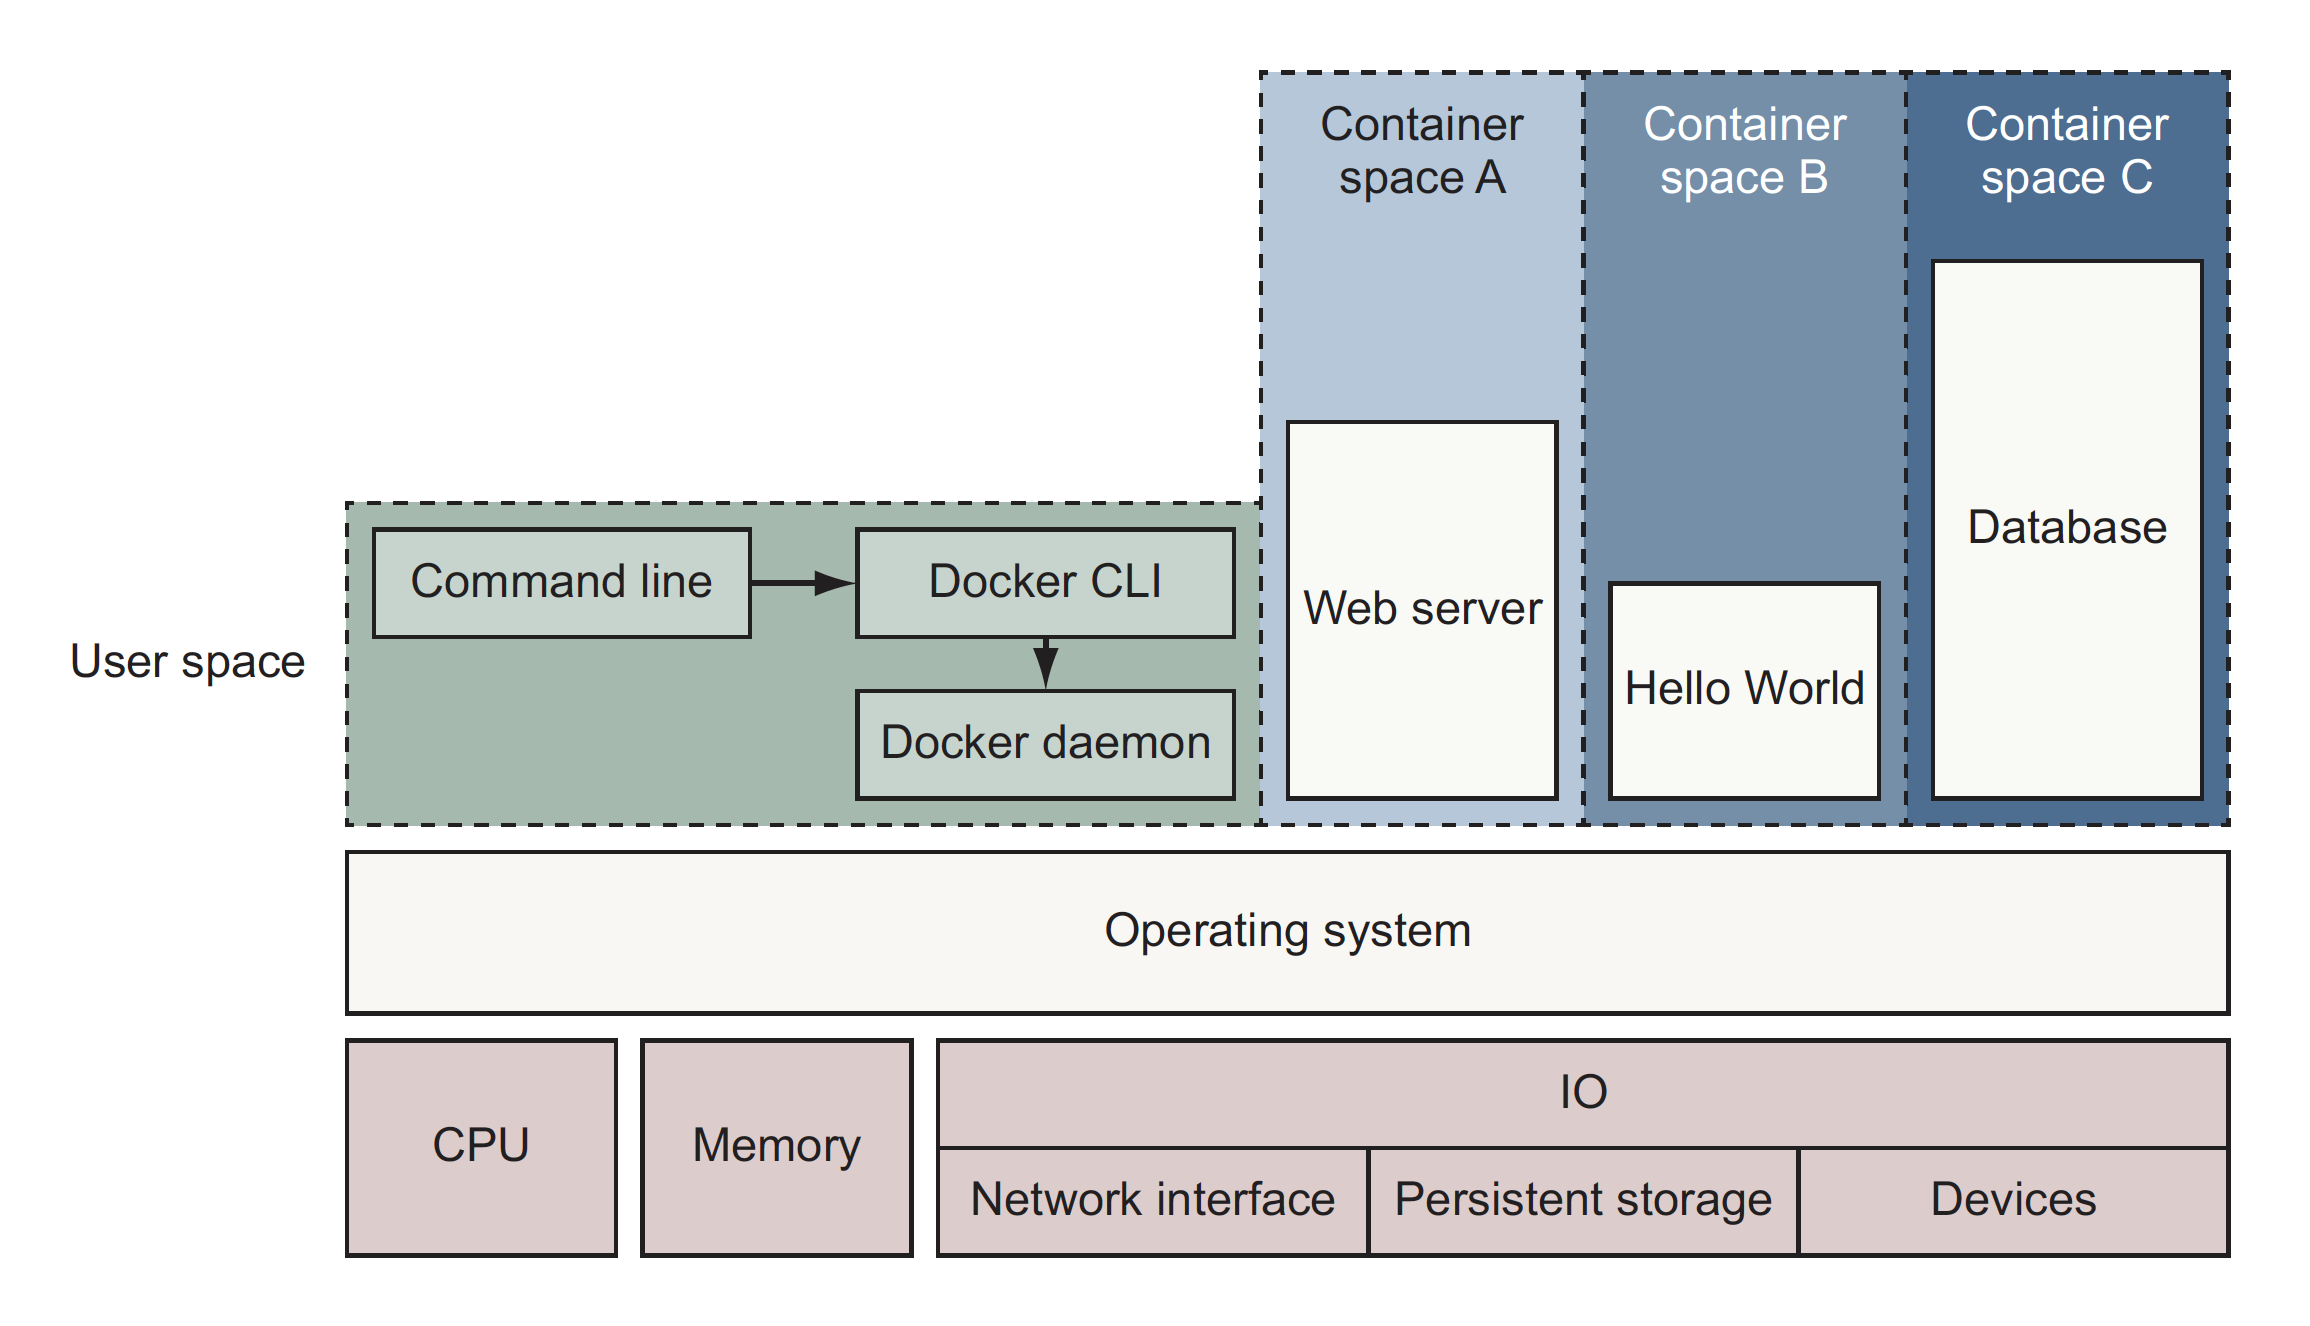 Container
space A
Container
space B
Container
space C
Database
Command line
Docker CLI
Web server
User space
Hello World
Docker daemon
Operating system
IO
CPU
Memory
Network interface
Persistent storage
Devices